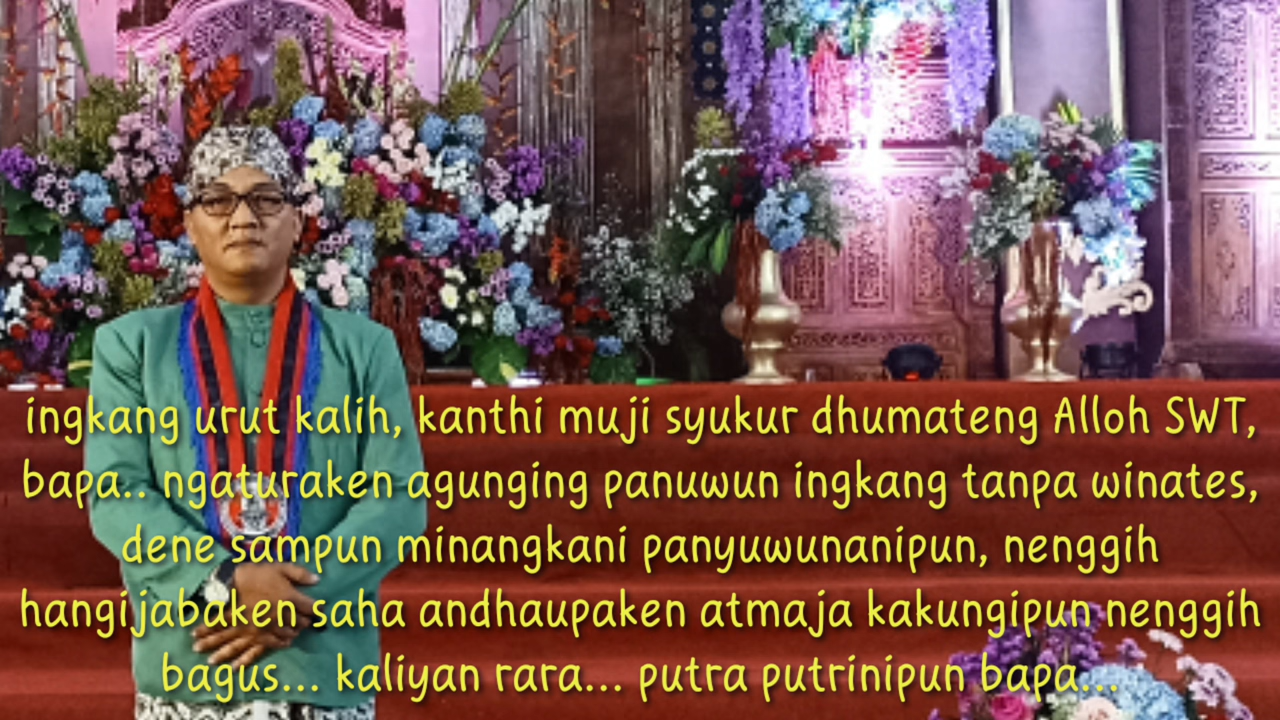 ingkang urut kalih, kanthi muji syukur dhumateng Alloh SWT,
bapa.. ngaturaken agunging panuwun ingkang tanpa winates,
dene sampun minangkani panyuwunanipun, nenggih
hangijabaken saha andhaupaken atmaja kakungipun nenggih
bagus... kaliyan rara... putra putrinipun bapa...